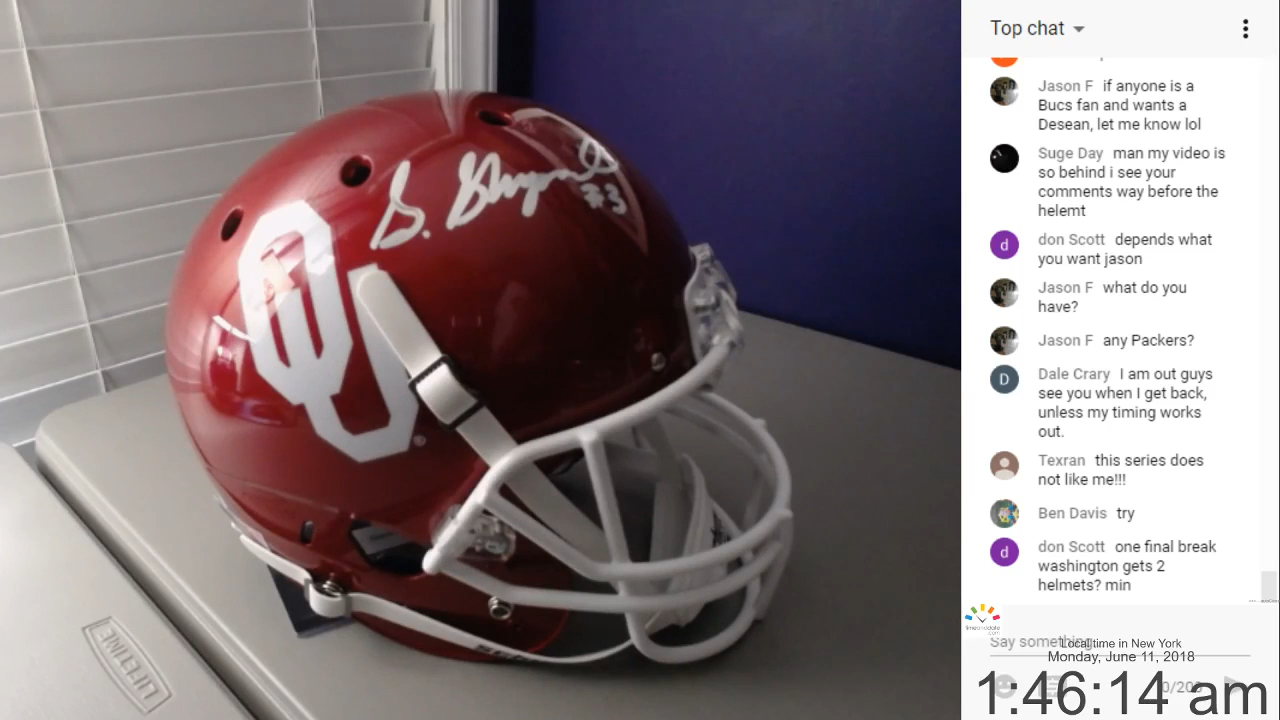 OU
S. Shepard
#3
LIFETIME
Top chat
Jason F if anyone is a
Bucs fan and wants a
Desean, let me know lol
Suge Day man my video is
so behind i see your
comments way before the
helemt
don Scott depends what
you want jason
Jason F what do you
have?
Jason F any Packers?
D
Dale Crary I am out guys
see you when I get back,
unless my timing works
out.
Texran this series does
not like me!!!
Ben Davis try
d
don Scott one final break
washington gets 2
helmets? min
Say something...
Local time in New York
Monday, June 11, 2018
1:46:14 am